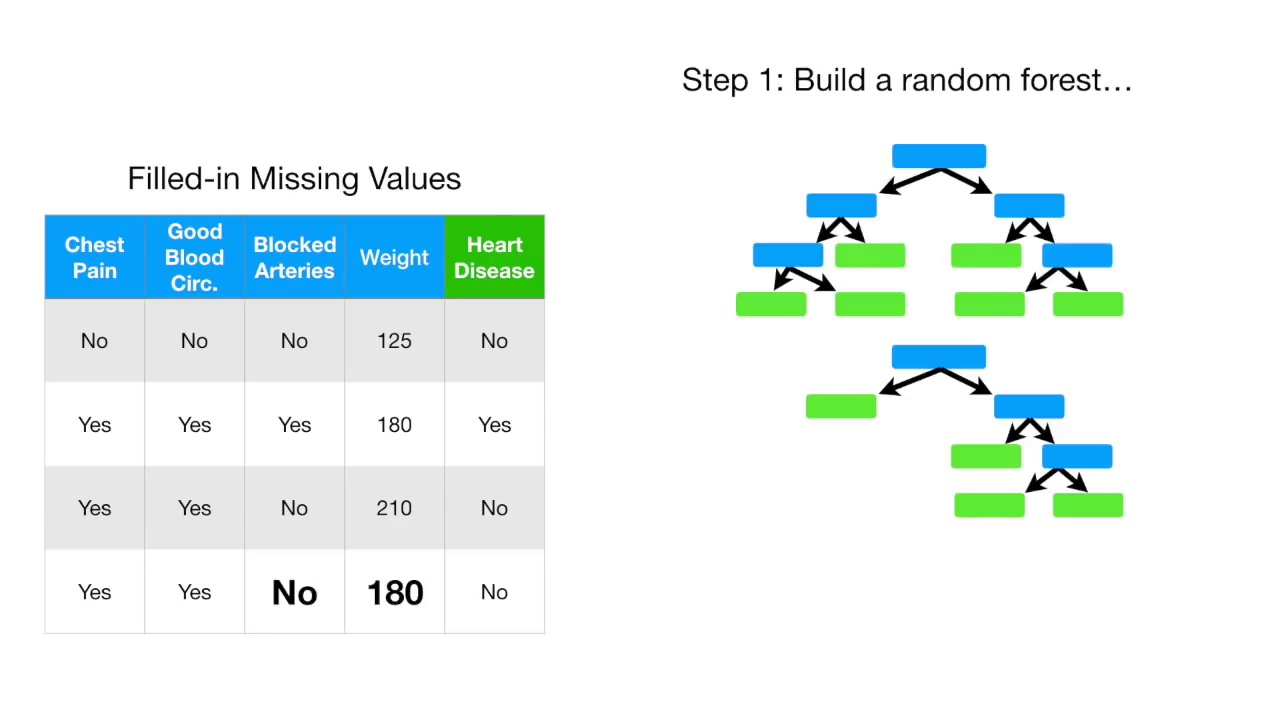 Step 1: Build a random forest…
Filled-in Missing Values
Chest Pain
Good Blood Circ.
Blocked Arteries
Weight
Heart Disease
No No No 125 No
Yes Yes Yes 180 Yes
Yes Yes No 210 No
Yes Yes No 180 No